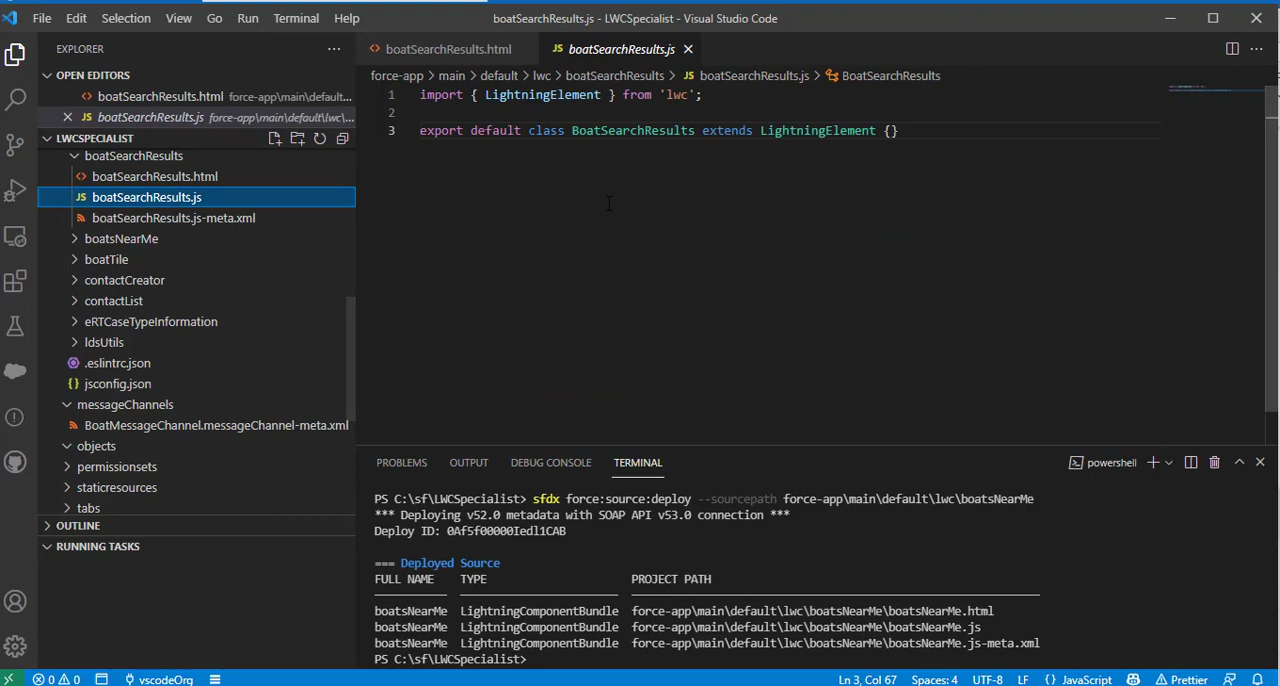 File Edit Selection View Go Run Terminal Help
boatSearchResults.js - LWCSpecialist - Visual Studio Code
EXPLORER
OPEN EDITORS
boatSearchResults.html force-app\main\default...
JS boatSearchResults.js force-app\main\default\lwc/...
LWCSPECIALIST
boatSearchResults
boatSearchResults.html
JS boatSearchResults.js
boatSearchResults.js-meta.xml
boatsNearMe
boatTile
contactCreator
contactList
eRTCaseTypeInformation
ldsUtils
.eslintrc.json
{} jsconfig.json
messageChannels
BoatMessageChannel.messageChannel-meta.xml
objects
permissionsets
staticresources
tabs
OUTLINE
RUNNING TASKS
boatSearchResults.html
JS boatSearchResults.js
force-app > main > default > lwc > boatSearchResults > JS boatSearchResults.js > BoatSearchResults
1 import { LightningElement } from 'lwc';
2
3 export default class BoatSearchResults extends LightningElement {}
PROBLEMS OUTPUT DEBUG CONSOLE TERMINAL
powershell
PS C:\sf\LWCSpecialist> sfdx force:source:deploy --sourcepath force-app\main\default\lwc\boatsNearMe
*** Deploying v52.0 metadata with SOAP API v53.0 connection ***
Deploy ID: 0Af5f00000Iedl1CAB
=== Deployed Source
FULL NAME TYPE PROJECT PATH
boatsNearMe LightningComponentBundle force-app\main\default\lwc\boatsNearMe\boatsNearMe.html
boatsNearMe LightningComponentBundle force-app\main\default\lwc\boatsNearMe\boatsNearMe.js
boatsNearMe LightningComponentBundle force-app\main\default\lwc\boatsNearMe\boatsNearMe.js-meta.xml
PS C:\sf\LWCSpecialist>
0 0 vscodeOrg Ln 3, Col 67 Spaces: 4 UTF-8 LF {} JavaScript Prettier